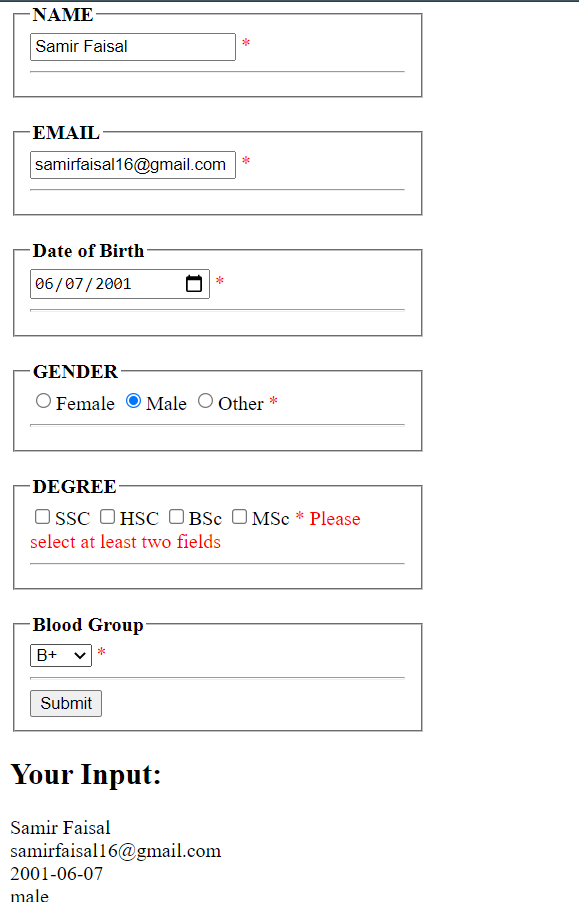 NAME
Samir Faisal *
EMAIL
samirfaisal16@gmail.com *
Date of Birth
06/07/2001 *
GENDER
Female Male Other *
DEGREE
SSC HSC BSc MSc * Please
select at least two fields
Blood Group
B+ *
Submit
Your Input:
Samir Faisal
samirfaisal16@gmail.com
2001-06-07
male